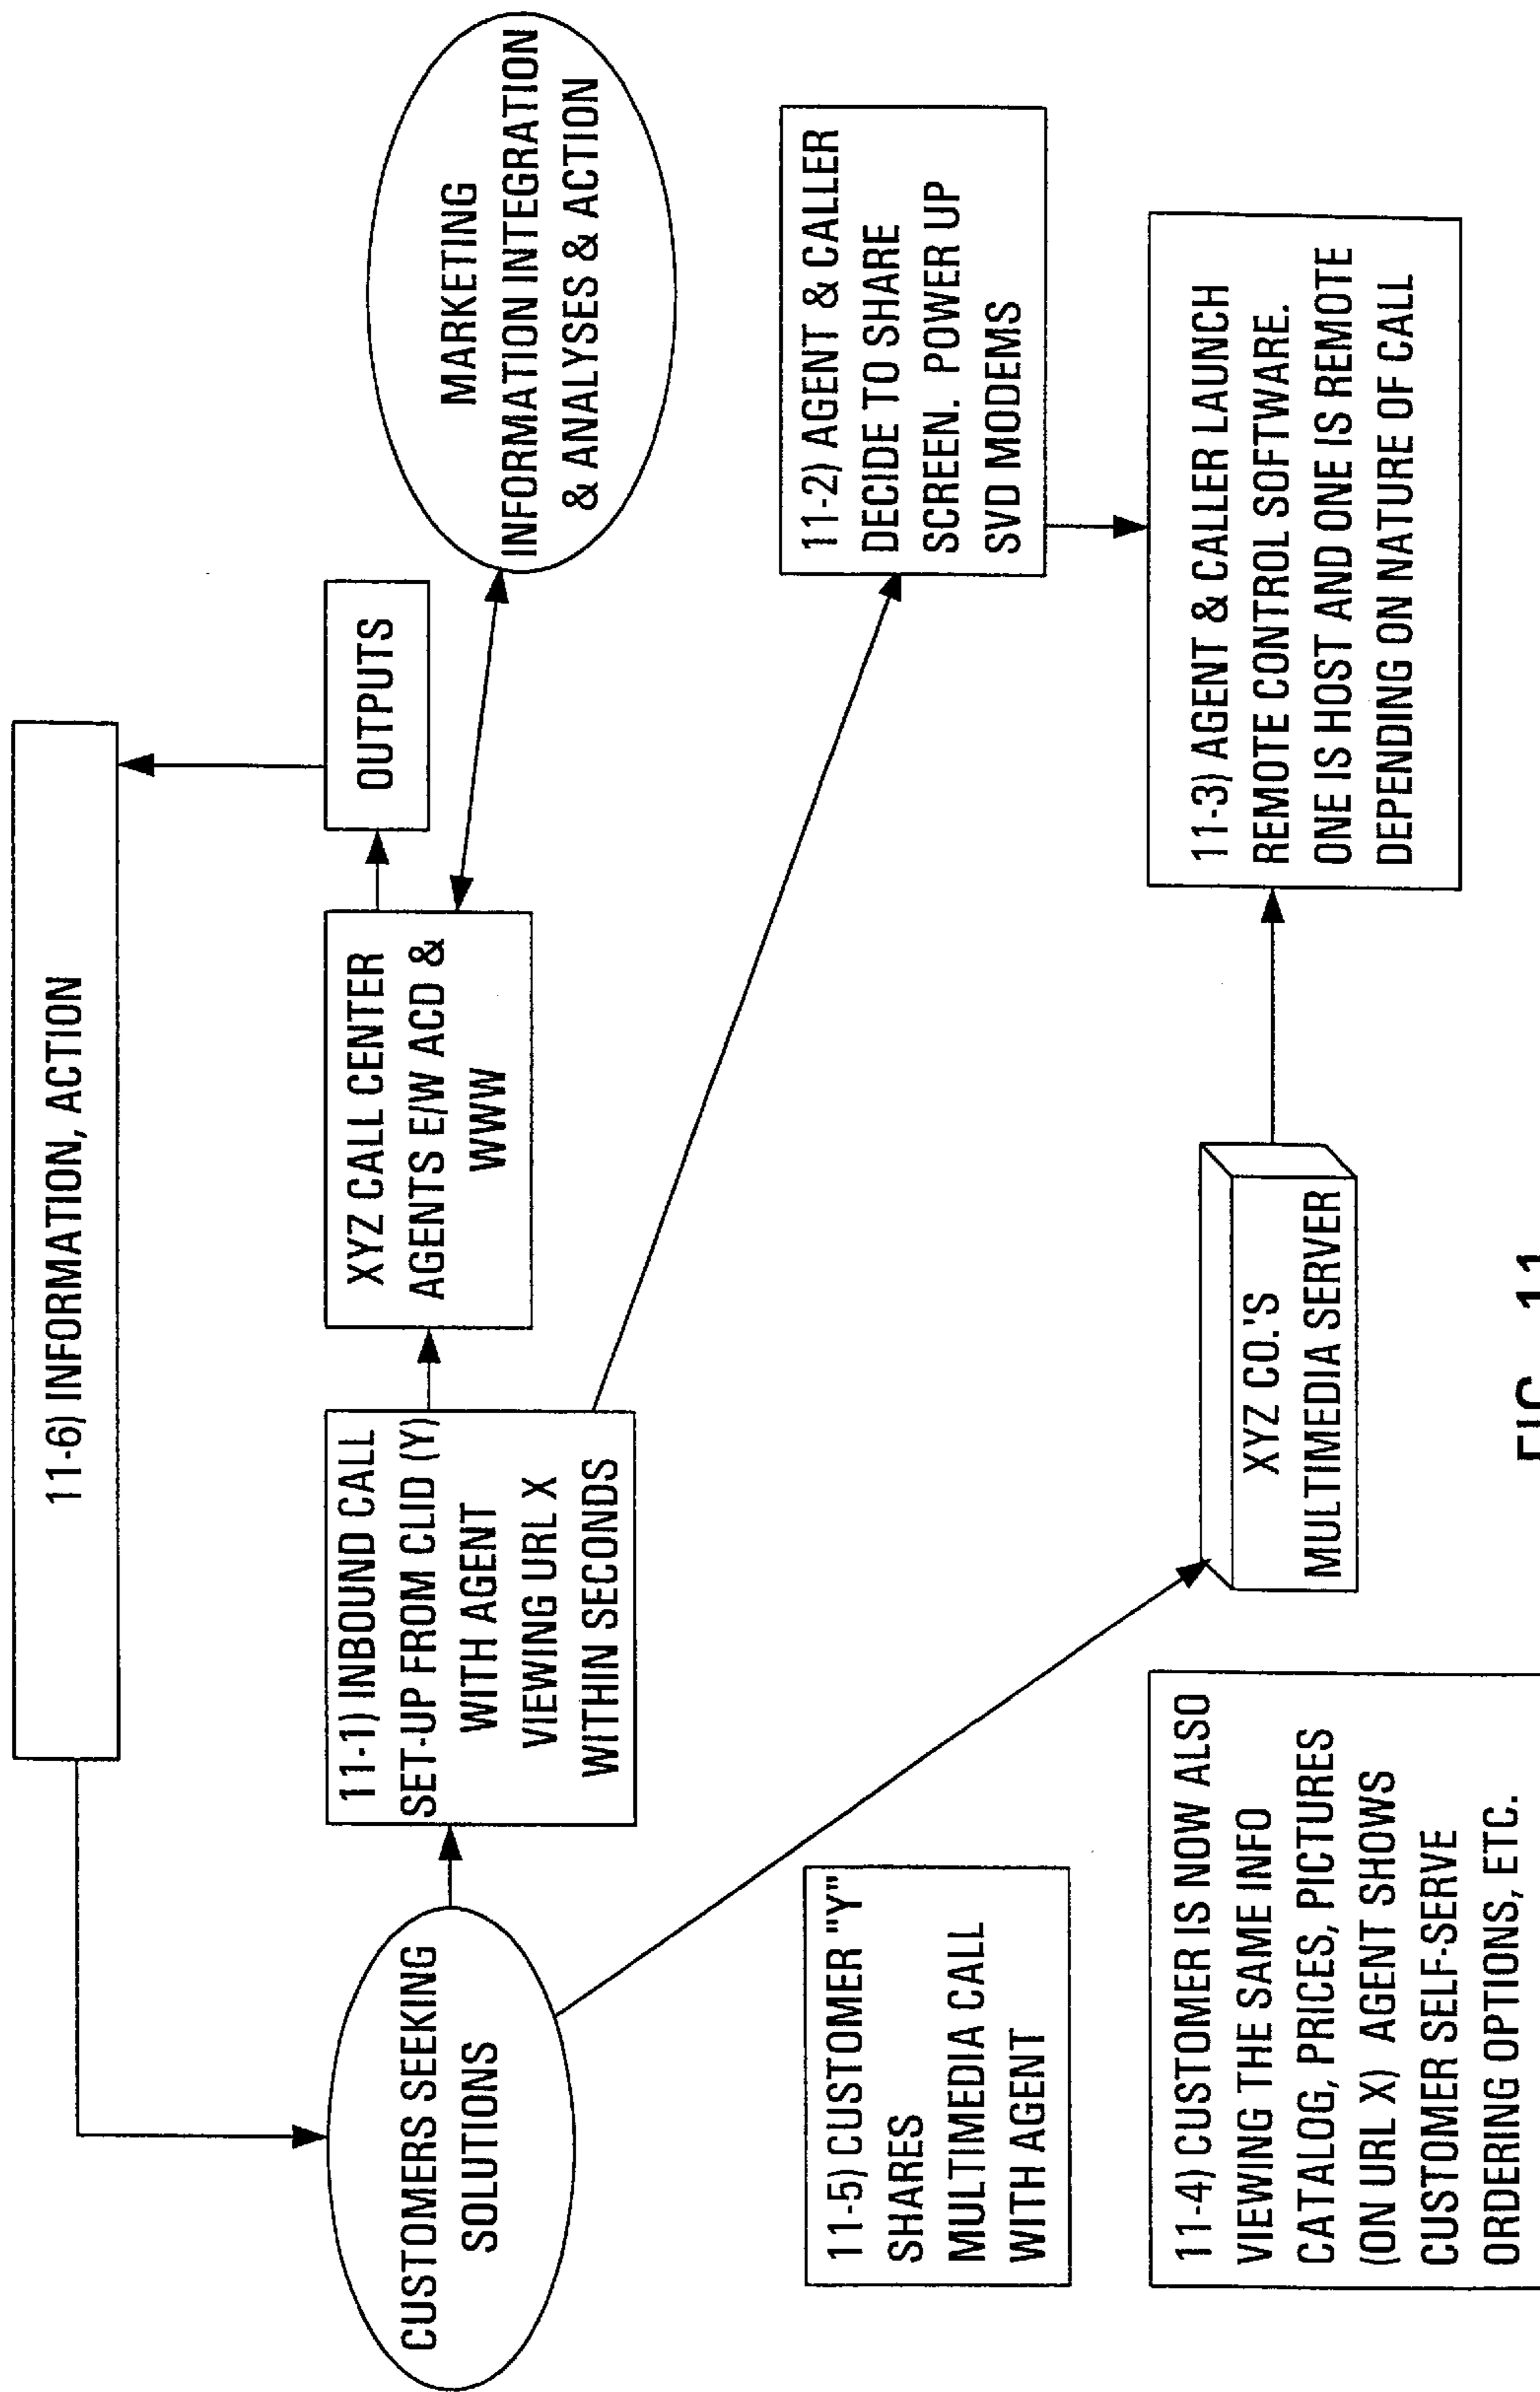 11-6) INFORMATION, ACTION
CUSTOMERS SEEKING
SOLUTIONS
11-1) INBOUND CALL
SET-UP FROM CLID (Y)
WITH AGENT
VIEWING URL X
WITHIN SECONDS
XYZ CALL CENTER
AGENTS E/W ACD &
WWW
OUTPUTS
MARKETING
INFORMATION INTEGRATION
& ANALYSES & ACTION
11-5) CUSTOMER "Y"
SHARES
MULTIMEDIA CALL
WITH AGENT
11-2) AGENT & CALLER
DECIDE TO SHARE
SCREEN. POWER UP
SVD MODEMS
11-4) CUSTOMER IS NOW ALSO
VIEWING THE SAME INFO
CATALOG, PRICES, PICTURES
(ON URL X) AGENT SHOWS
CUSTOMER SELF-SERVE
ORDERING OPTIONS, ETC.
XYZ CO.'S
MULTIMEDIA SERVER
11-3) AGENT & CALLER LAUNCH
REMOTE CONTROL SOFTWARE.
ONE IS HOST AND ONE IS REMOTE
DEPENDING ON NATURE OF CALL
FIG. 11